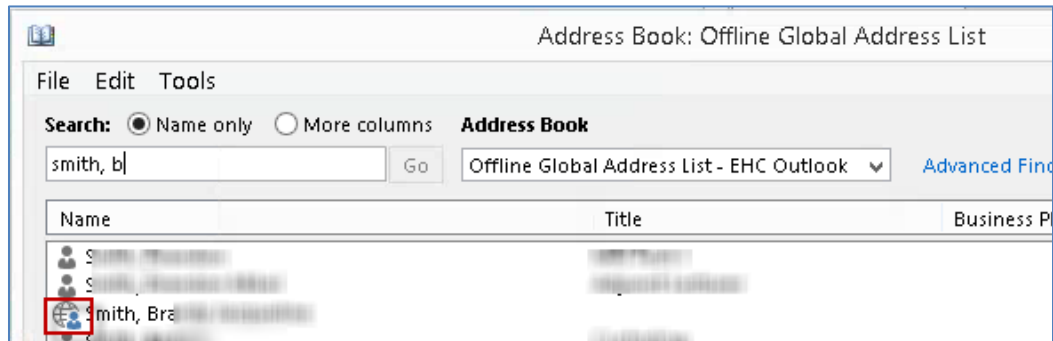 Address Book: Offline Global Address List
File Edit Tools
Search: Name only More columns Address Book
smith, b Go Offline Global Address List - EHC Outlook Advanced Find
Name Title Business P
Smith, Bra